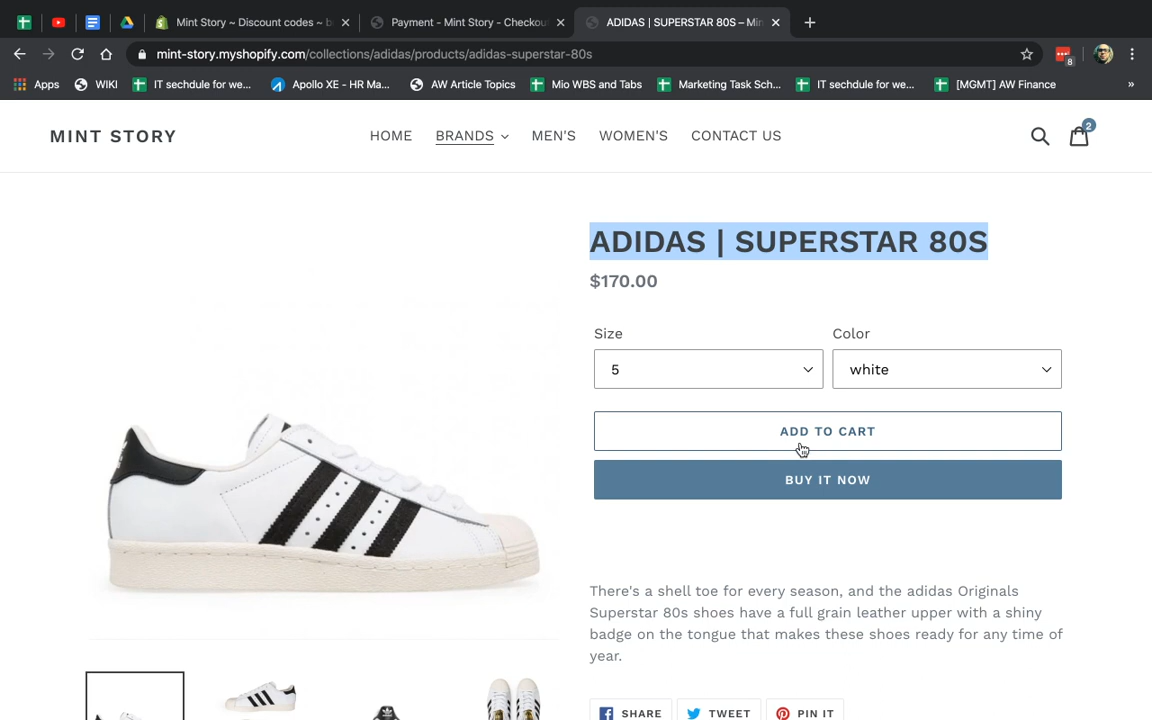 Mint Story ~ Discount codes ~ b
Payment - Mint Story - Checkou
ADIDAS | SUPERSTAR 80S – Min
mint-story.myshopify.com/collections/adidas/products/adidas-superstar-80s
8
Apps
WIKI
IT sechdule for we...
Apollo XE - HR Ma...
AW Article Topics
Mio WBS and Tabs
Marketing Task Sch...
IT sechdule for we...
[MGMT] AW Finance
»
MINT STORY
HOME
BRANDS
MEN'S
WOMEN'S
CONTACT US
2
ADIDAS | SUPERSTAR 80S
$170.00
Size
Color
5
white
ADD TO CART
BUY IT NOW
There's a shell toe for every season, and the adidas Originals
Superstar 80s shoes have a full grain leather upper with a shiny
badge on the tongue that makes these shoes ready for any time of
year.
SHARE
TWEET
PIN IT